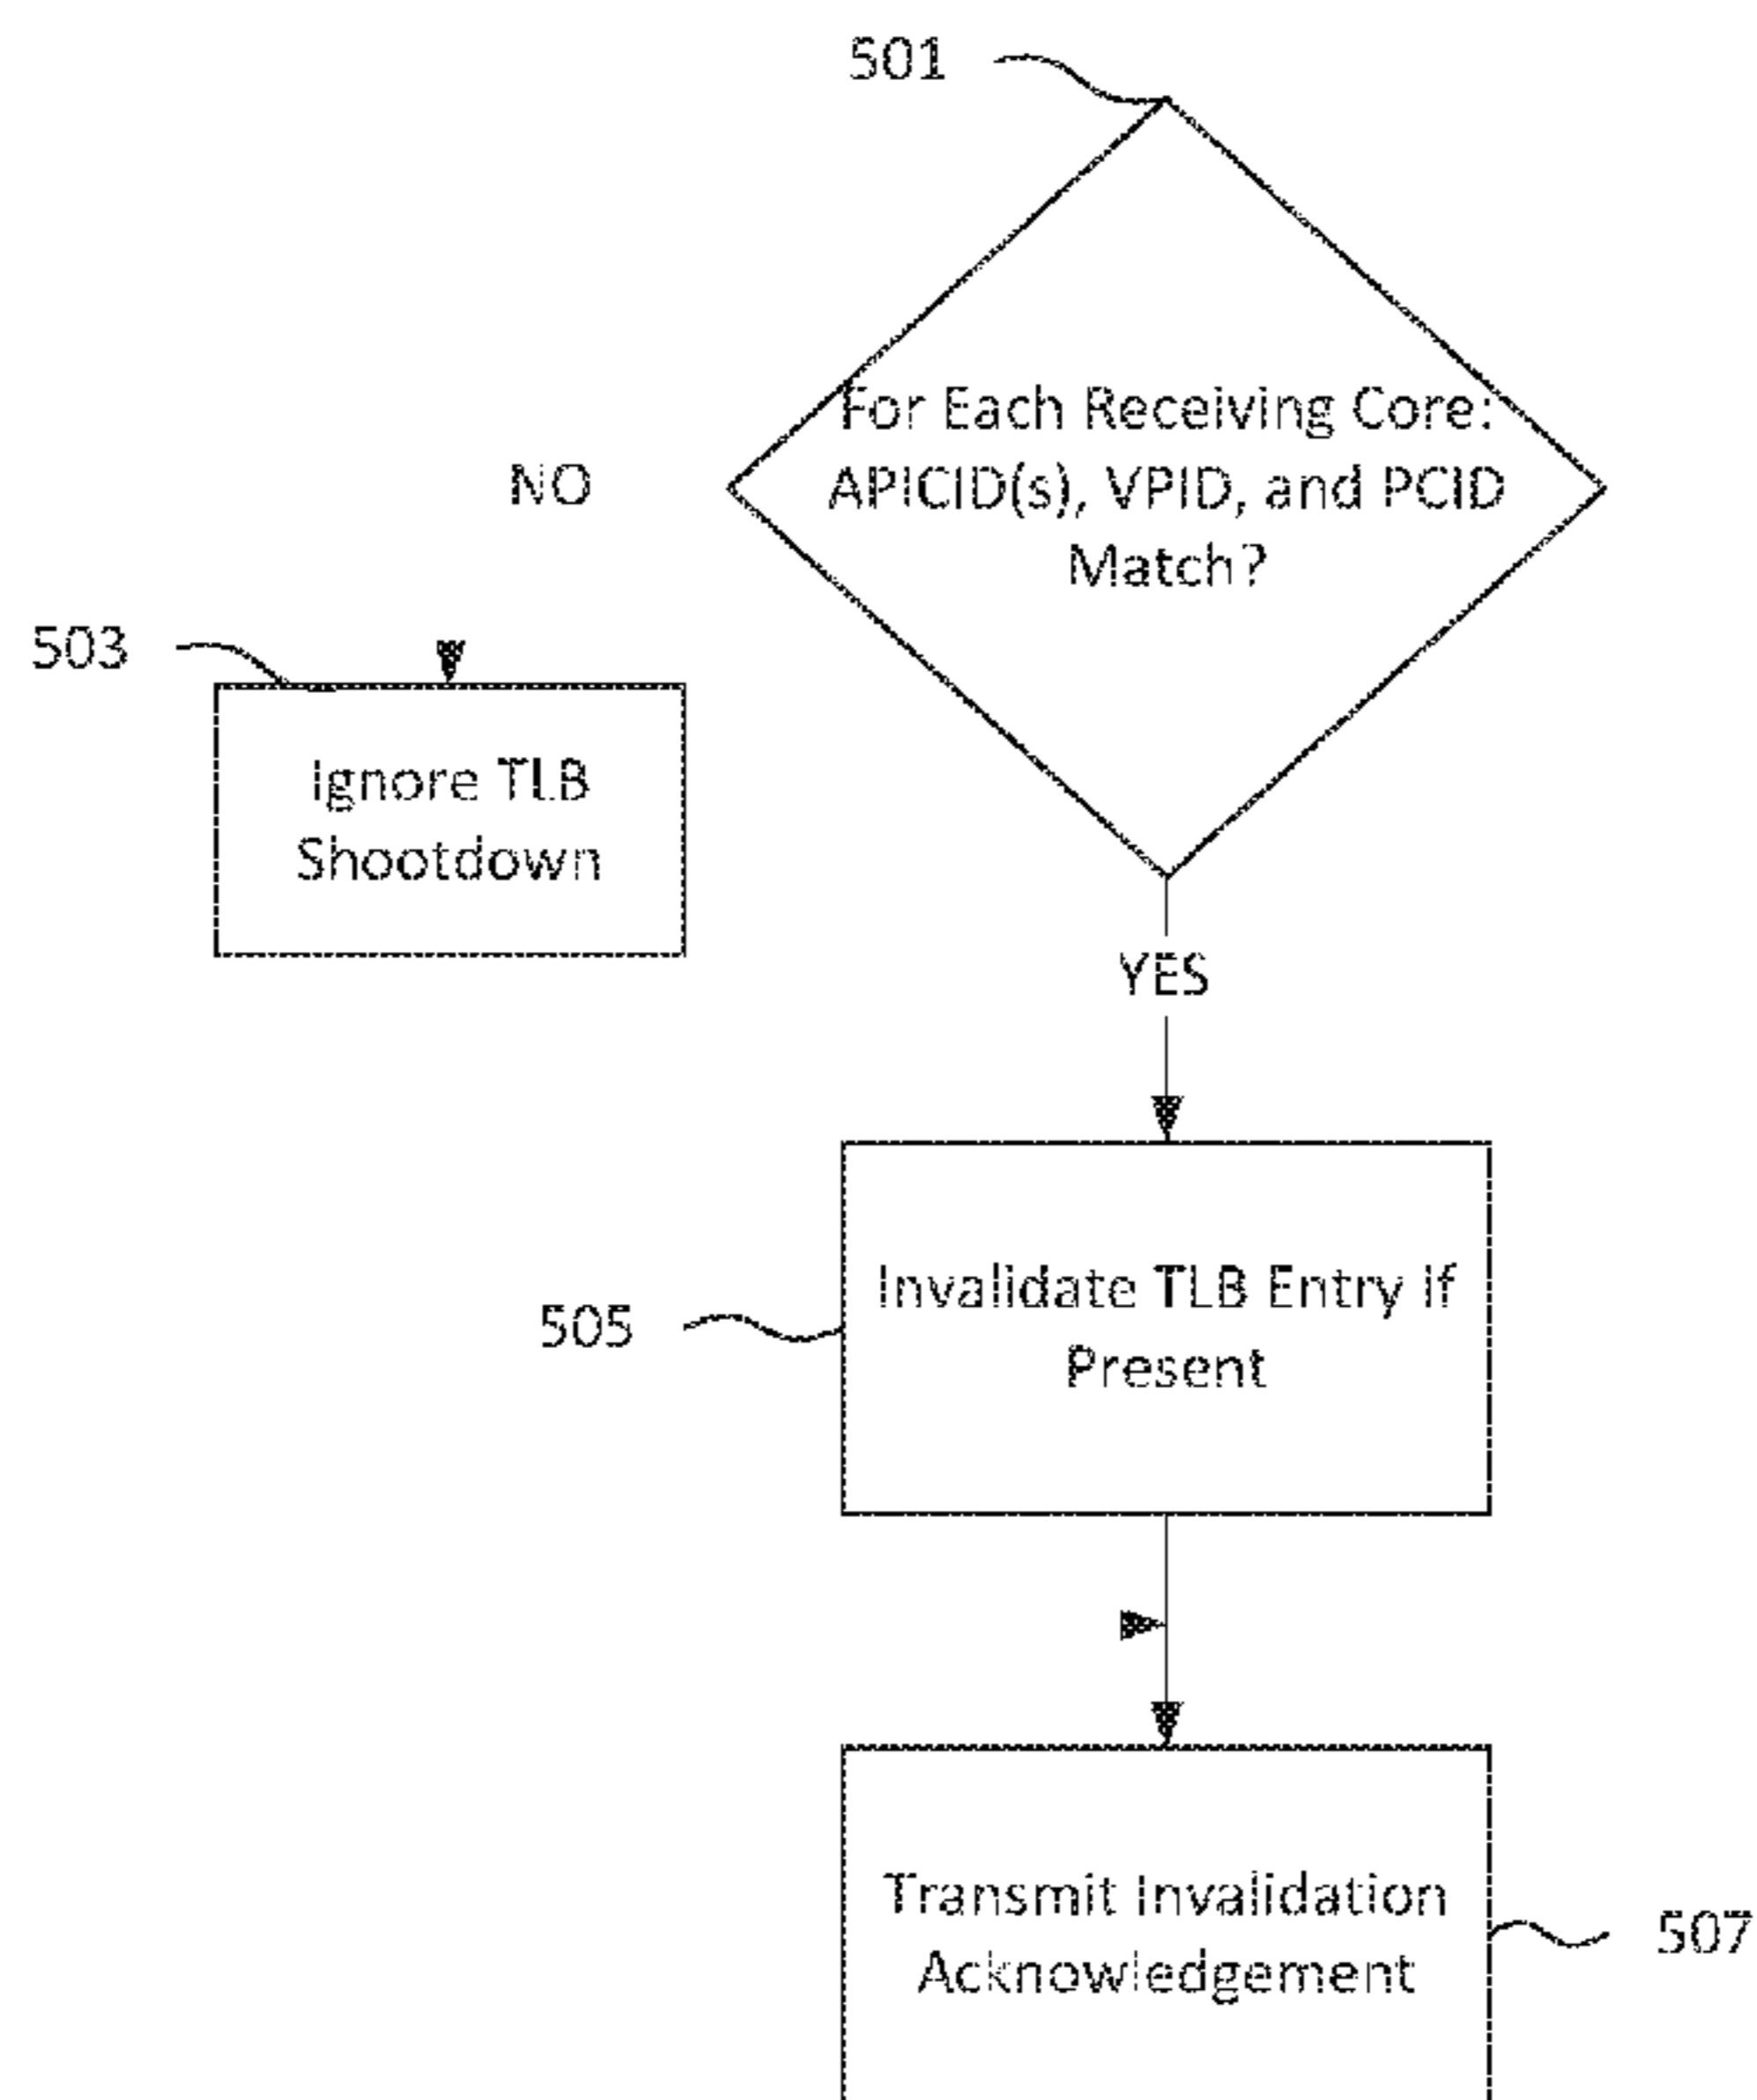 501
For Each Receiving Core:
APICID(s), VPID, and PCID
Match?
NO
503
Ignore TLB
Shootdown
YES
505
Invalidate TLB Entry If
Present
Transmit Invalidation
Acknowledgement
507